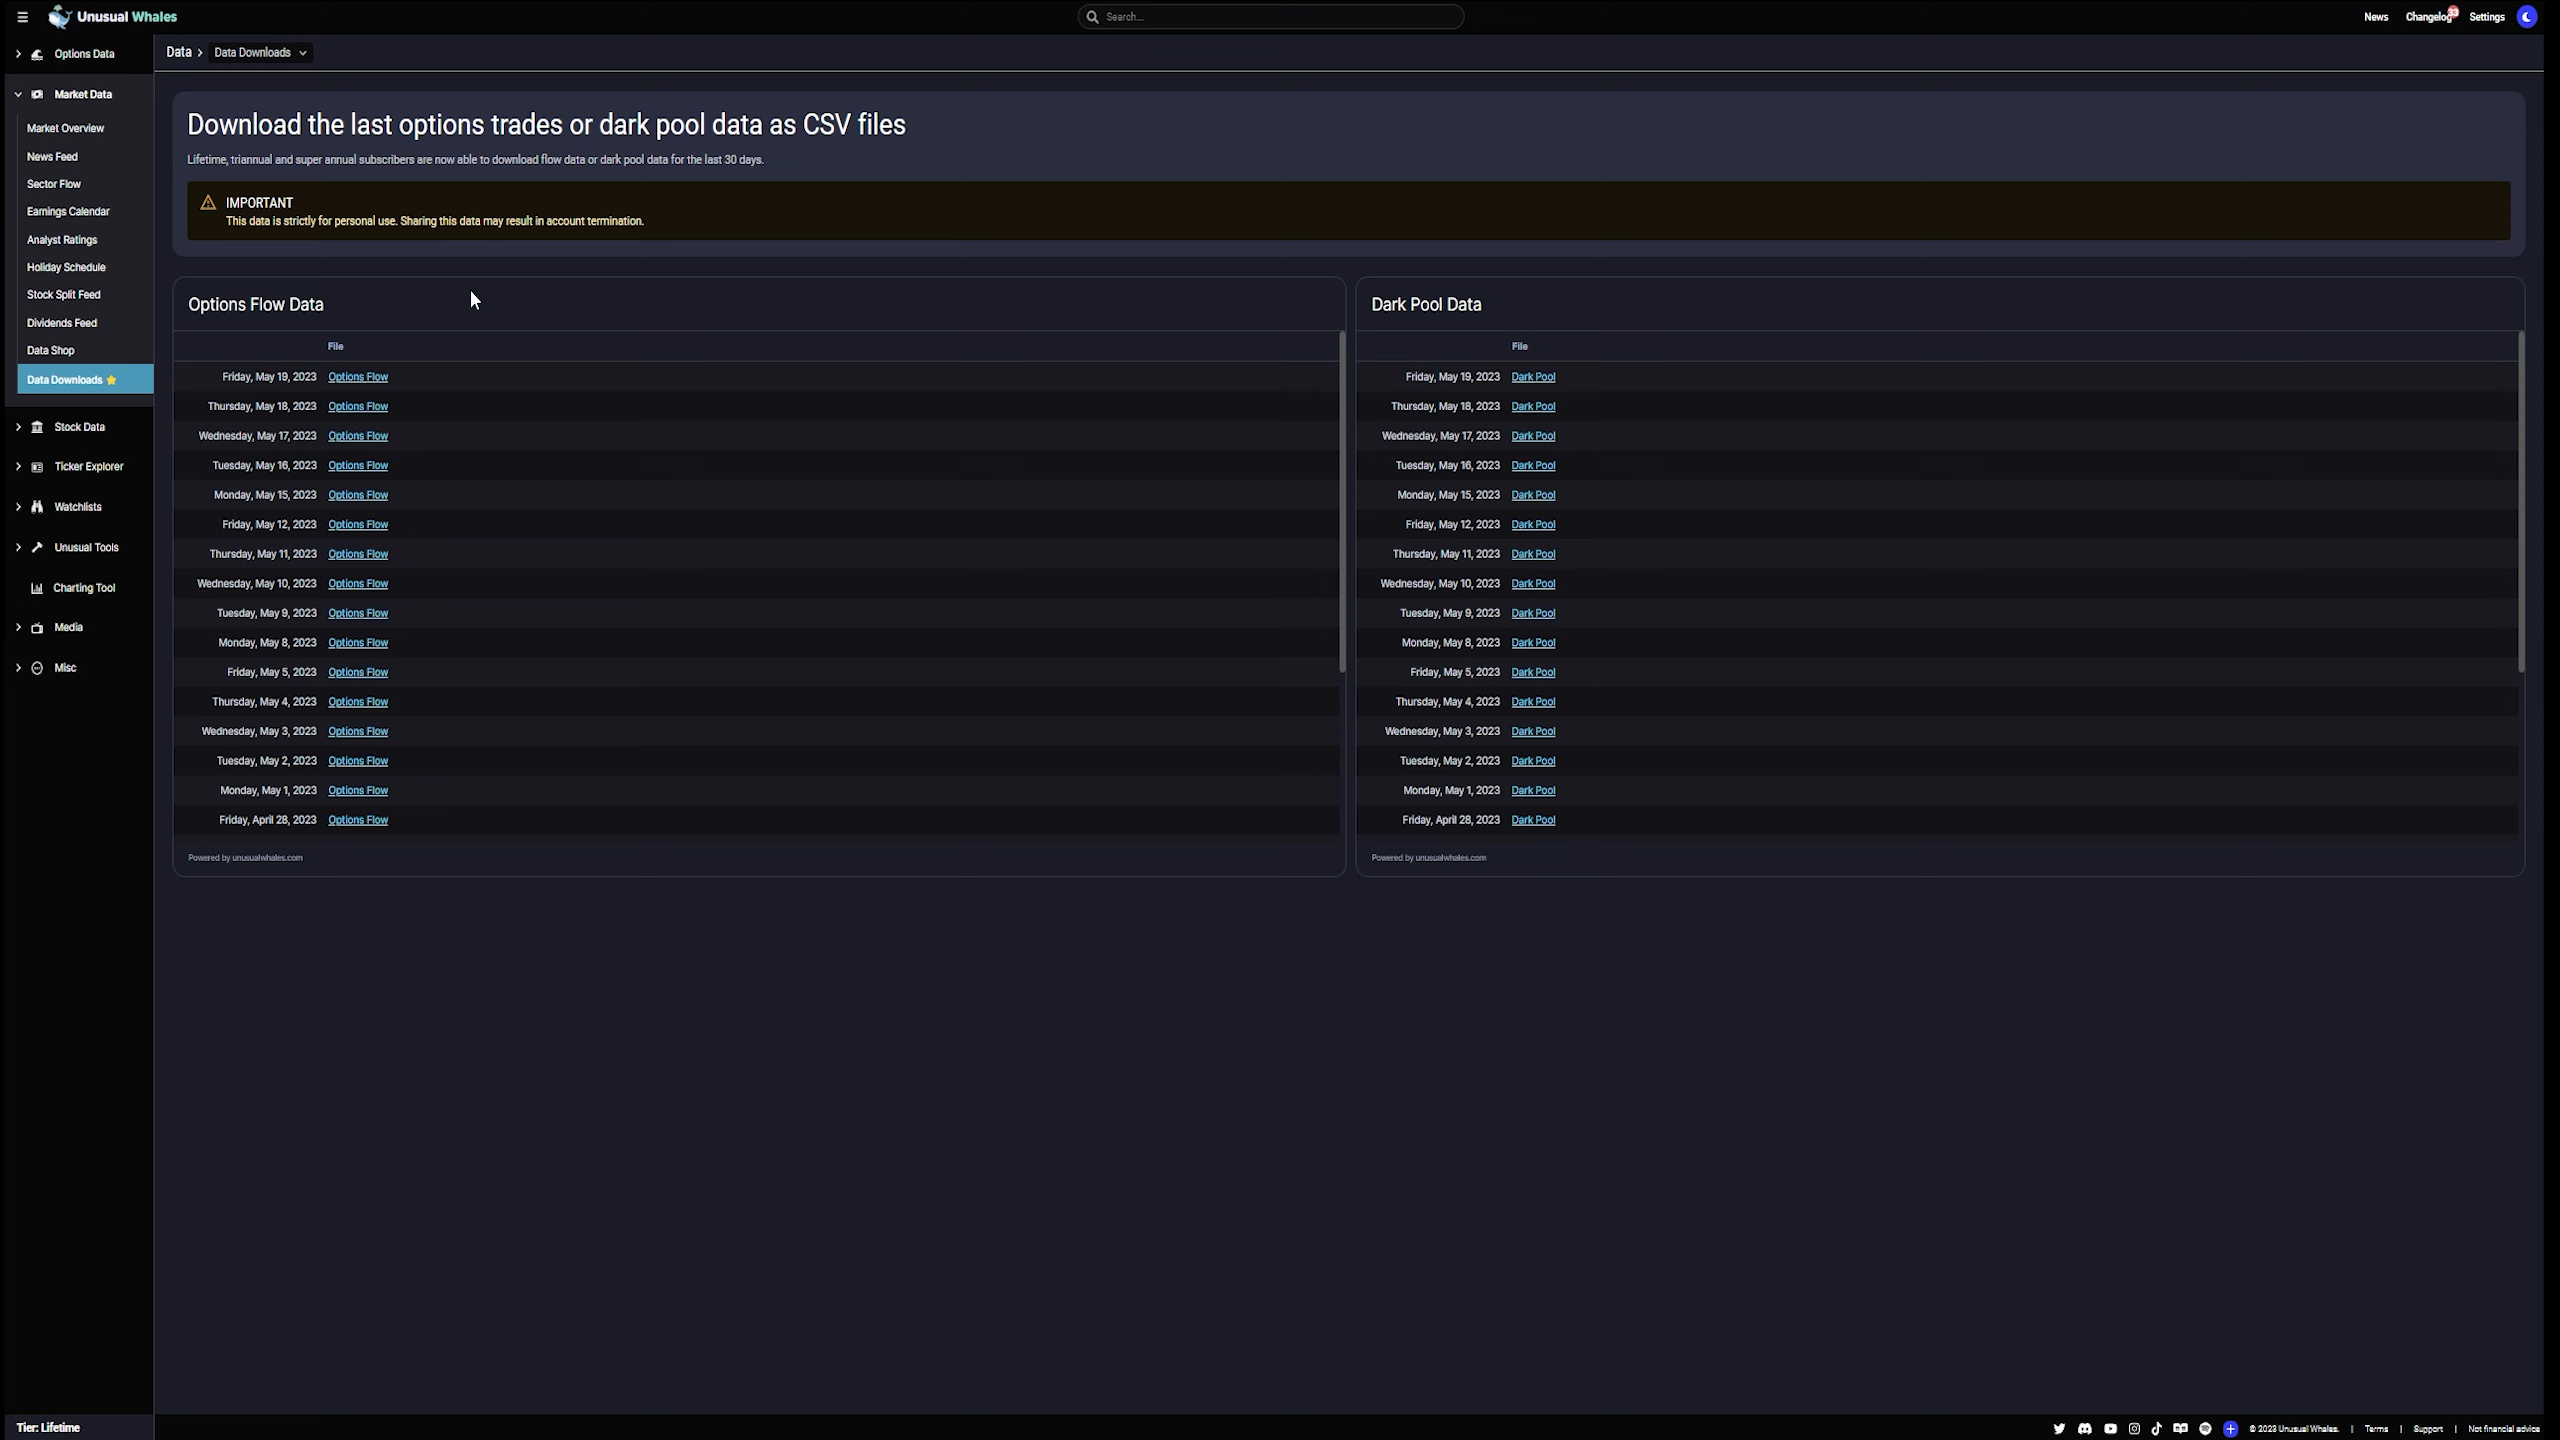 Unusual Whales
Search...
News
Changelog
33
Settings
Options Data
Market Data
Market Overview
News Feed
Sector Flow
Earnings Calendar
Analyst Ratings
Holiday Schedule
Stock Split Feed
Dividends Feed
Data Shop
Data Downloads
Stock Data
Ticker Explorer
Watchlists
Unusual Tools
Charting Tool
Media
Misc
Tier: Lifetime
Data
Data Downloads
Download the last options trades or dark pool data as CSV files
Lifetime, triannual and super annual subscribers are now able to download flow data or dark pool data for the last 30 days.
IMPORTANT
This data is strictly for personal use. Sharing this data may result in account termination.
Options Flow Data
File
Friday, May 19, 2023 Options Flow
Thursday, May 18, 2023 Options Flow
Wednesday, May 17, 2023 Options Flow
Tuesday, May 16, 2023 Options Flow
Monday, May 15, 2023 Options Flow
Friday, May 12, 2023 Options Flow
Thursday, May 11, 2023 Options Flow
Wednesday, May 10, 2023 Options Flow
Tuesday, May 9, 2023 Options Flow
Monday, May 8, 2023 Options Flow
Friday, May 5, 2023 Options Flow
Thursday, May 4, 2023 Options Flow
Wednesday, May 3, 2023 Options Flow
Tuesday, May 2, 2023 Options Flow
Monday, May 1, 2023 Options Flow
Friday, April 28, 2023 Options Flow
Powered by unusualwhales.com
Dark Pool Data
File
Friday, May 19, 2023 Dark Pool
Thursday, May 18, 2023 Dark Pool
Wednesday, May 17, 2023 Dark Pool
Tuesday, May 16, 2023 Dark Pool
Monday, May 15, 2023 Dark Pool
Friday, May 12, 2023 Dark Pool
Thursday, May 11, 2023 Dark Pool
Wednesday, May 10, 2023 Dark Pool
Tuesday, May 9, 2023 Dark Pool
Monday, May 8, 2023 Dark Pool
Friday, May 5, 2023 Dark Pool
Thursday, May 4, 2023 Dark Pool
Wednesday, May 3, 2023 Dark Pool
Tuesday, May 2, 2023 Dark Pool
Monday, May 1, 2023 Dark Pool
Friday, April 28, 2023 Dark Pool
Powered by unusualwhales.com
© 2023 Unusual Whales. | Terms | Support | Not financial advice